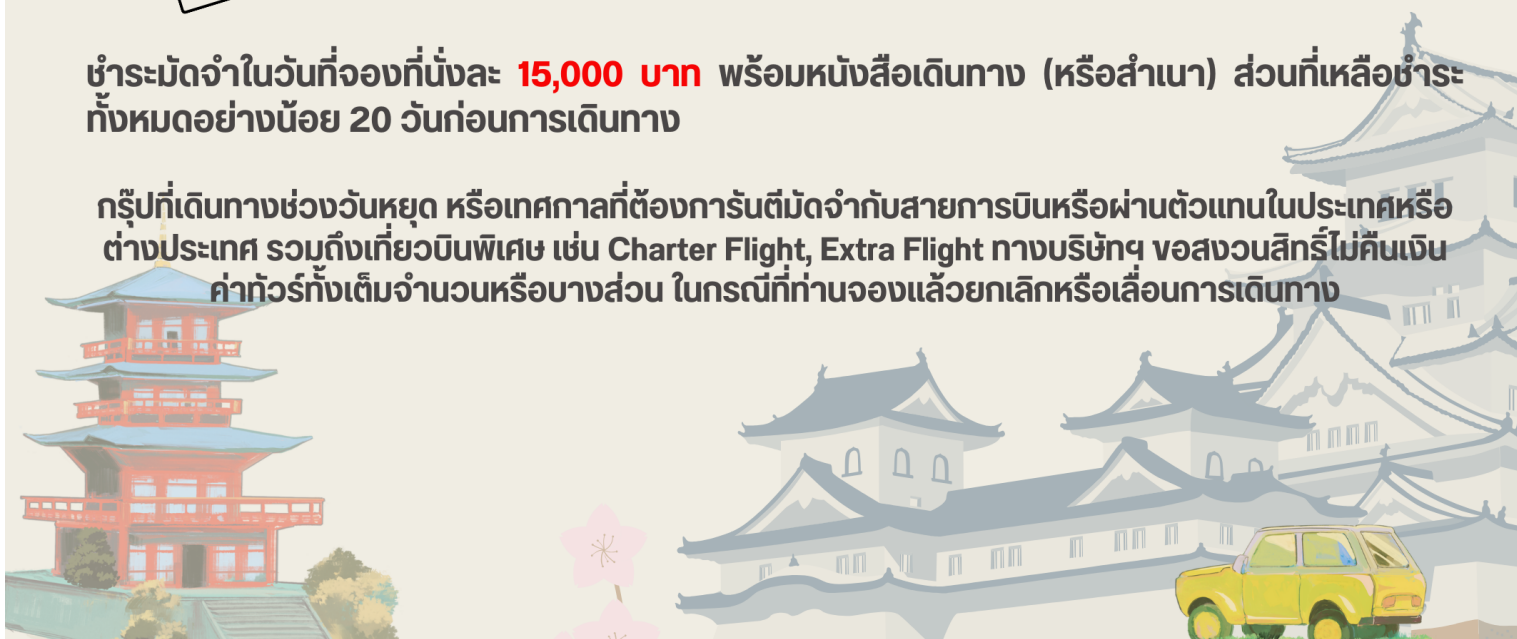 ชำระมัดจำในวันที่จองที่นั่งละ 15,000 บาท พร้อมหนังสือเดินทาง (หรือสำเนา) ส่วนที่เหลือชำระ
ทั้งหมดอย่างน้อย 20 วันก่อนการเดินทาง
กรุ๊ปที่เดินทางช่วงวันหยุด หรือเทศกาลที่ต้องการันตีมัดจำกับสายการบินหรือผ่านตัวแทนในประเทศหรือ
ต่างประเทศ รวมถึงเที่ยวบินพิเศษ เช่น Charter Flight, Extra Flight ทางบริษัทฯ ขอสงวนสิทธิ์ไม่คืนเงิน
ค่าทัวร์ทั้งเต็มจำนวนหรือบางส่วน ในกรณีที่ท่านจองแล้วยกเลิกหรือเลื่อนการเดินทาง